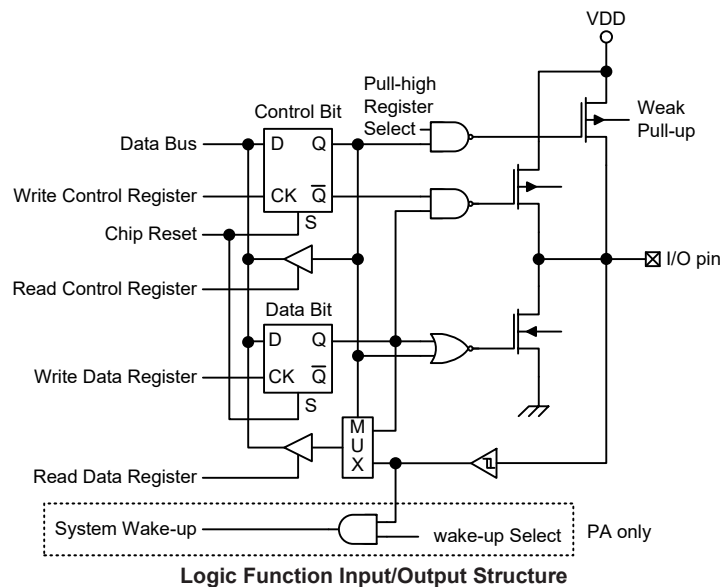 VDD
Pull-high
Register
Select
Control Bit
Weak
Pull-up
Data Bus
D
Q
Write Control Register
CK
Q
S
Chip Reset
I/O pin
Read Control Register
Data Bit
D
Q
Write Data Register
CK
Q
S
M
U
X
Read Data Register
System Wake-up
wake-up Select
PA only
Logic Function Input/Output Structure